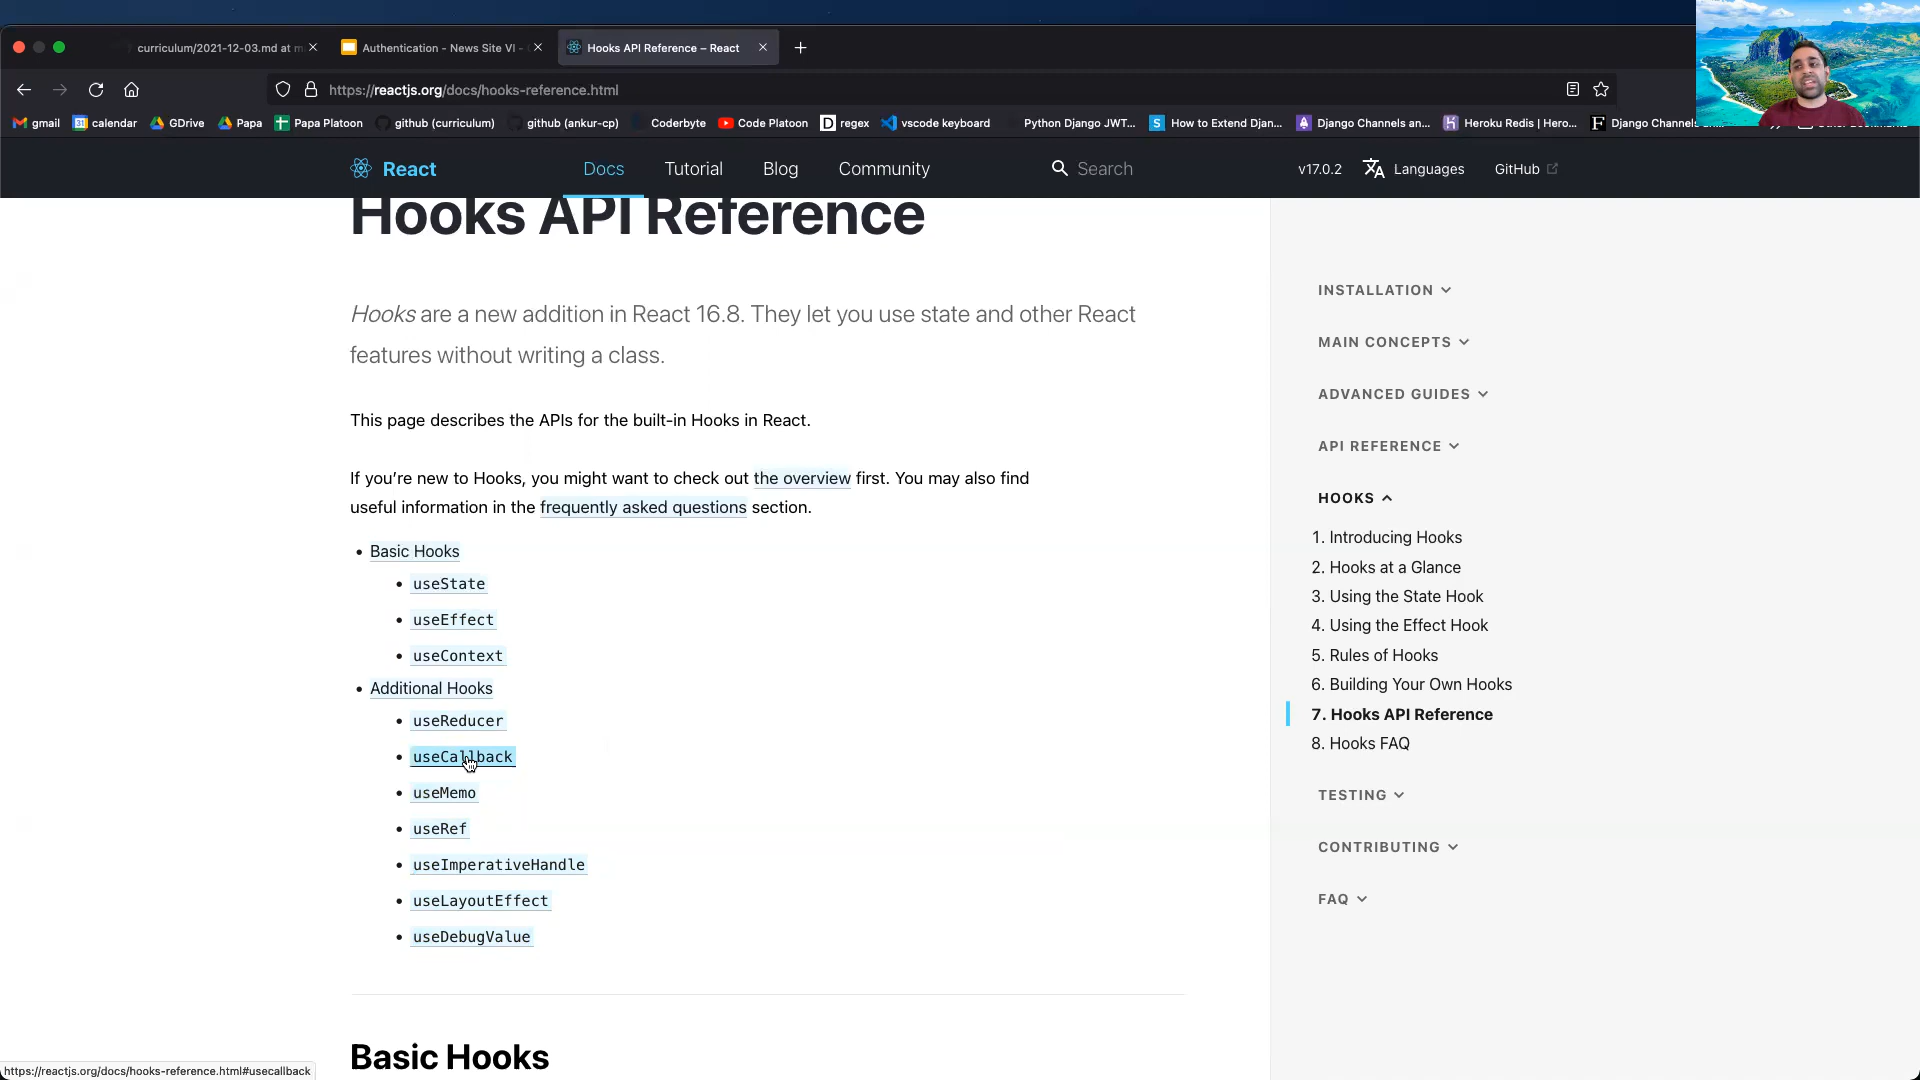 curriculum/2021-12-03.md at m
Authentication - News Site VI -
Hooks API Reference – React
https://reactjs.org/docs/hooks-reference.html
gmail
calendar
GDrive
Papa
Papa Platoon
github (curriculum)
github (ankur-cp)
Coderbyte
Code Platoon
regex
vscode keyboard
Python Django JWT...
How to Extend Djan...
Django Channels an...
Heroku Redis | Hero...
React
Docs
Tutorial
Blog
Community
Search
v17.0.2
Languages
GitHub
Hooks API Reference
Hooks are a new addition in React 16.8. They let you use state and other React
features without writing a class.
This page describes the APIs for the built-in Hooks in React.
If you’re new to Hooks, you might want to check out the overview first. You may also find
useful information in the frequently asked questions section.
• Basic Hooks
• useState
• useEffect
• useContext
• Additional Hooks
• useReducer
• useCallback
• useMemo
• useRef
• useImperativeHandle
• useLayoutEffect
• useDebugValue
Basic Hooks
INSTALLATION
MAIN CONCEPTS
ADVANCED GUIDES
API REFERENCE
HOOKS
1. Introducing Hooks
2. Hooks at a Glance
3. Using the State Hook
4. Using the Effect Hook
5. Rules of Hooks
6. Building Your Own Hooks
7. Hooks API Reference
8. Hooks FAQ
TESTING
CONTRIBUTING
FAQ
https://reactjs.org/docs/hooks-reference.html#usecallback